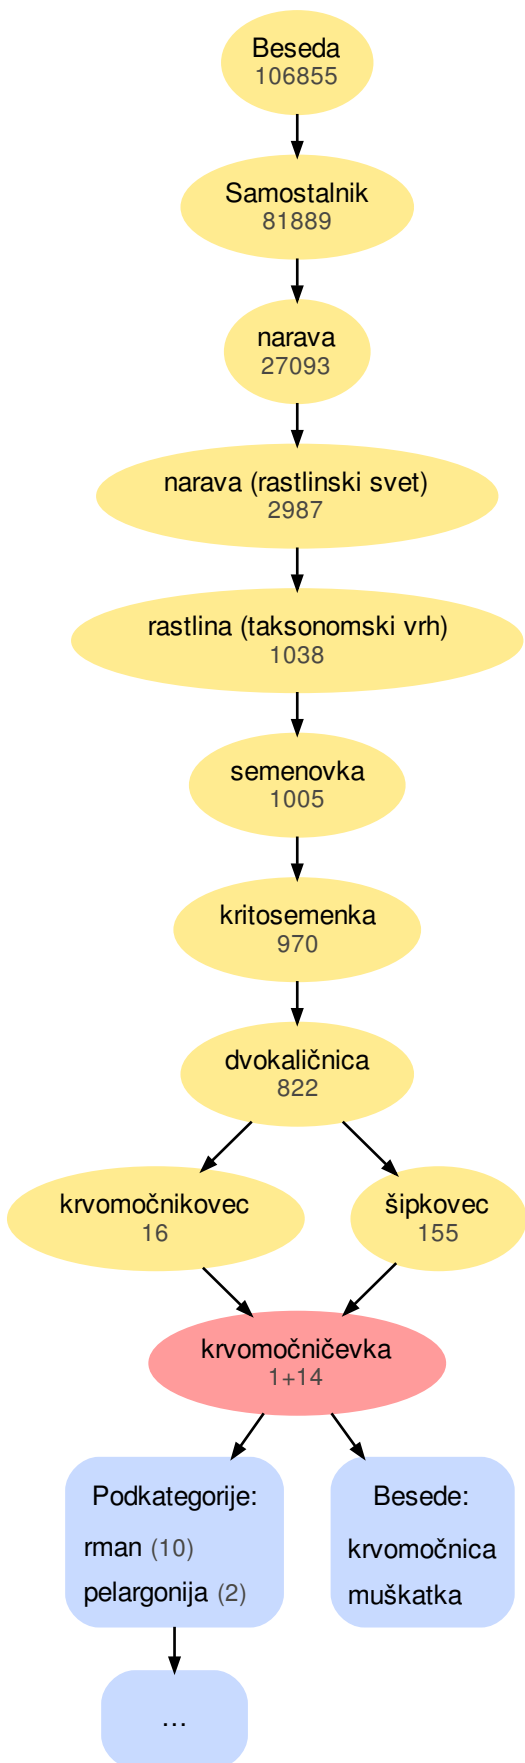 Beseda
106855
Samostalnik
81889
narava
27093
narava (rastlinski svet)
2987
rastlina (taksonomski vrh)
1038
semenovka
1005
kritosemenka
970
dvokaličnica
822
krvomočnikovec
16
šipkovec
155
krvomočničevka
1+14
Podkategorije:
rman (10)
pelargonija (2)
Besede:
krvomočnica
muškatka
...